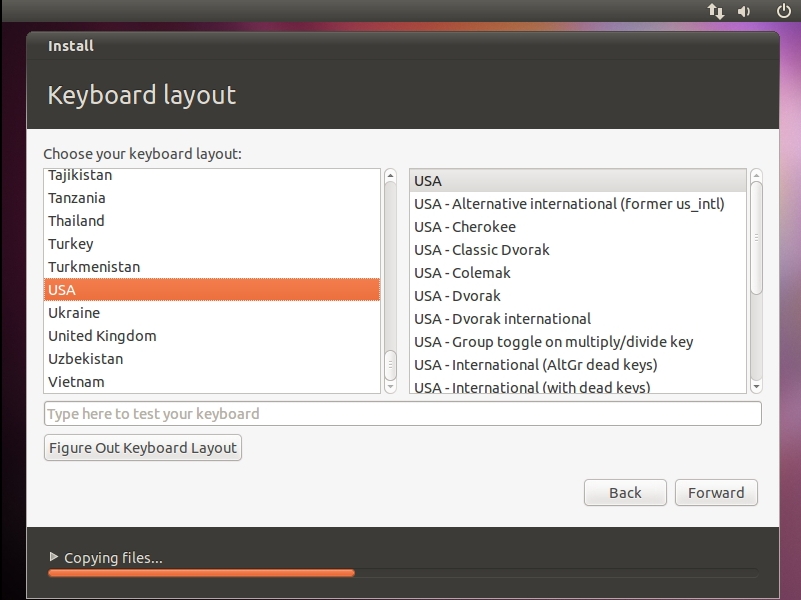 Install
Keyboard layout
Choose your keyboard layout:
Tajikistan
Tanzania
Thailand
Turkey
Turkmenistan
USA
Ukraine
United Kingdom
Uzbekistan
Vietnam
USA
USA - Alternative international (former us_intl)
USA - Cherokee
USA - Classic Dvorak
USA - Colemak
USA - Dvorak
USA - Dvorak international
USA - Group toggle on multiply/divide key
USA - International (AltGr dead keys)
USA - International (with dead keys)
Type here to test your keyboard
Figure Out Keyboard Layout
Back
Forward
Copying files...